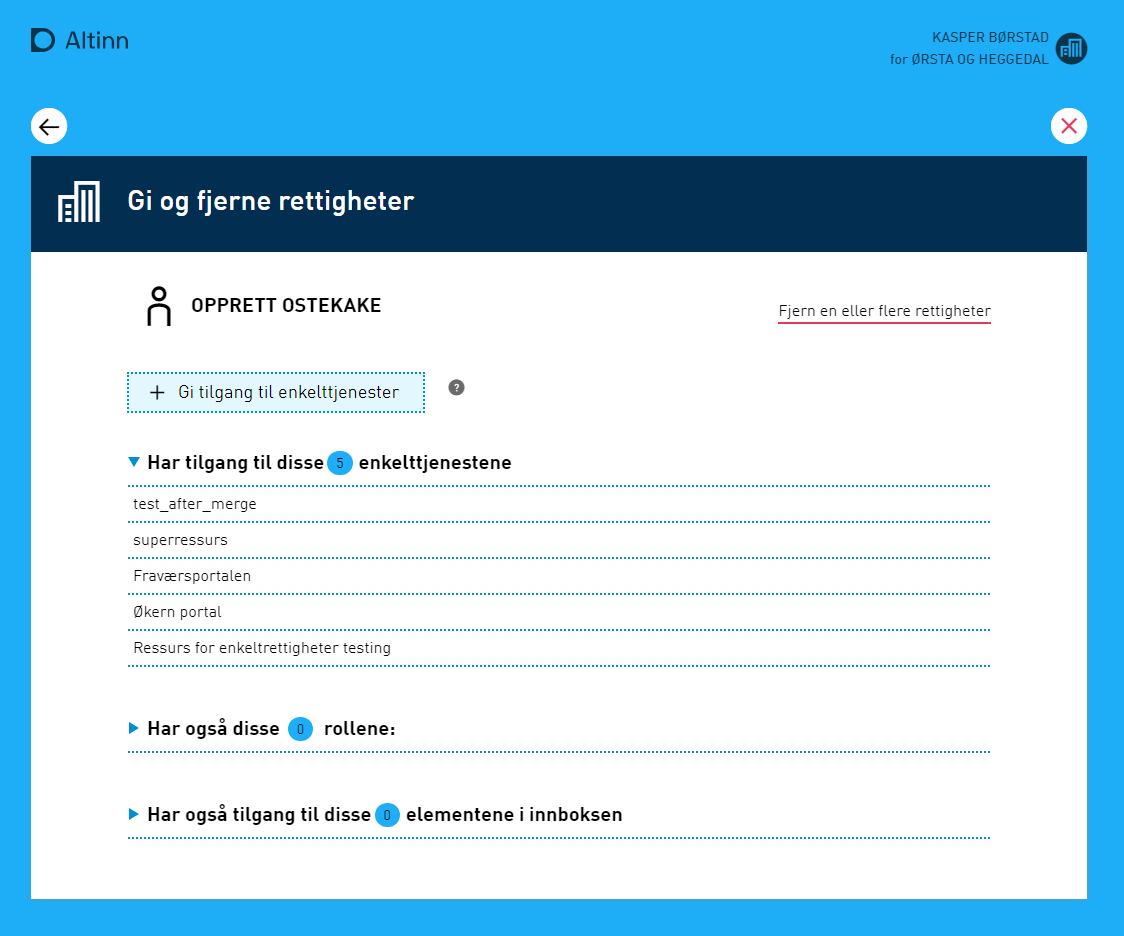 Altinn
KASPER BØRSTAD
for ØRSTA OG HEGGEDAL
Gi og fjerne rettigheter
OPPRETT OSTEKAKE
Fjern en eller flere rettigheter
+ Gi tilgang til enkelttjenester
?
Har tilgang til disse 5 enkelttjenestene
test_after_merge
superressurs
Fraværsportalen
Økern portal
Ressurs for enkeltrettigheter testing
Har også disse 0 rollene:
Har også tilgang til disse 0 elementene i innboksen